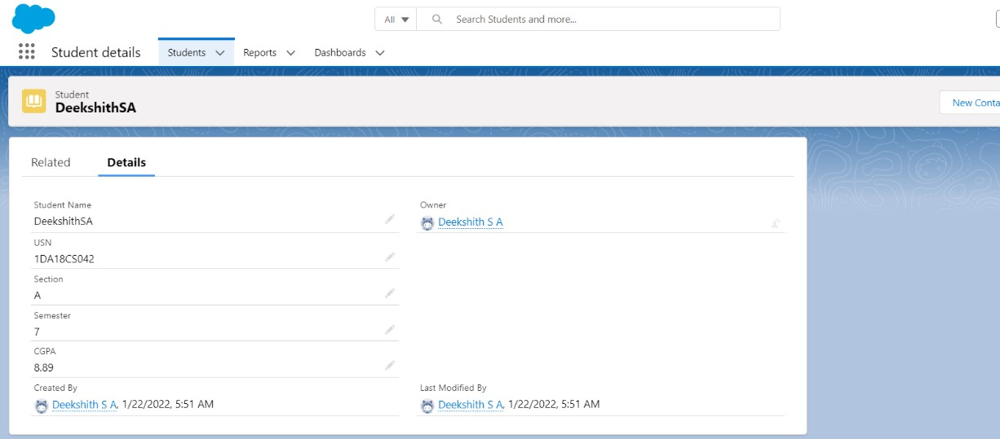 All
Search Students and more...
Student details
Students
Reports
Dashboards
Student
DeekshithSA
New Conta
Related
Details
Student Name
DeekshithSA
Owner
Deekshith S A
USN
1DA18CS042
Section
A
Semester
7
CGPA
8.89
Created By
Deekshith S A, 1/22/2022, 5:51 AM
Last Modified By
Deekshith S A, 1/22/2022, 5:51 AM